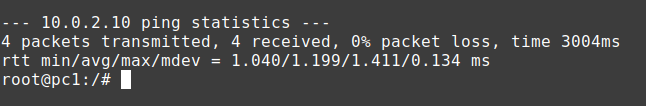 --- 10.0.2.10 ping statistics ---
4 packets transmitted, 4 received, 0% packet loss, time 3004ms
rtt min/avg/max/mdev = 1.040/1.199/1.411/0.134 ms
root@pc1:/#